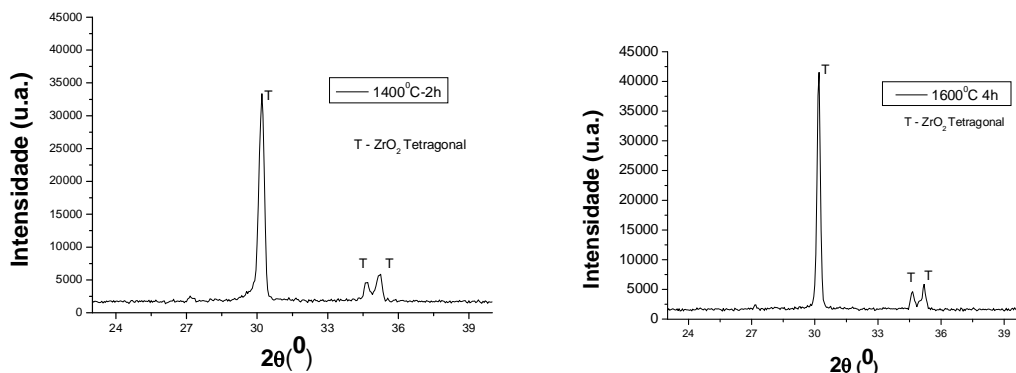 45000
40000
35000
30000
25000
20000
15000
10000
5000
0
Intensidade (u.a.)
T
1400⁰C-2h
T - ZrO₂ Tetragonal
T T
24 27 30 33 36 39
2θ(⁰)
45000
40000
35000
30000
25000
20000
15000
10000
5000
0
Intensidade (u.a.)
T
1600⁰C 4h
T - ZrO₂ Tetragonal
T T
24 27 30 33 36 39
2θ (⁰)